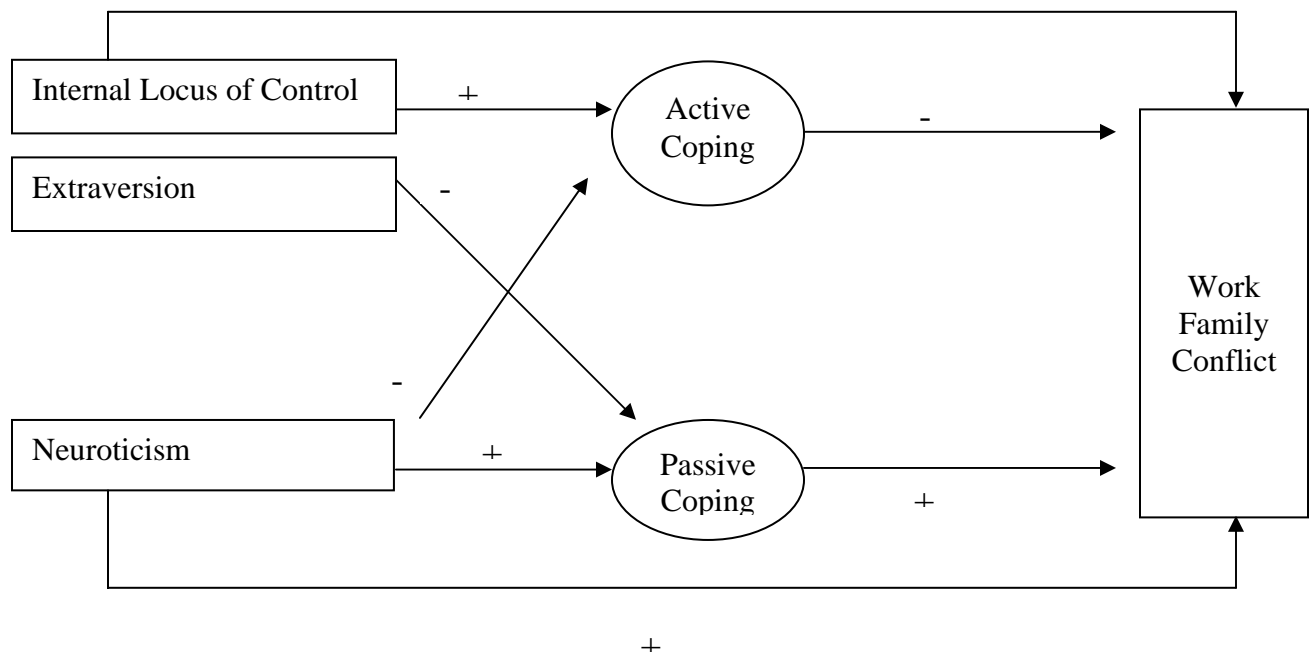 Internal Locus of Control
+
Active
Coping
-
Extraversion
-
Work
Family
Conflict
-
Neuroticism
+
Passive
Coping
+
+